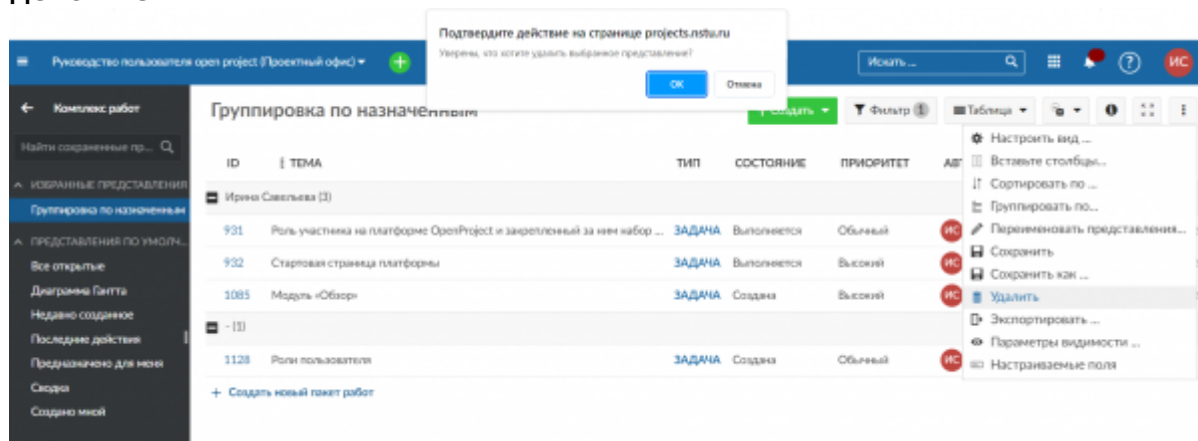 Подтвердите действие на странице projects.nstu.ru
Уверены, что хотите удалить выбранное представление?
ОК Отмена
Руководство пользователя open project (Проектный офис)
Искать ...
ИС
Комплекс работ
Найти сохраненные пр...
ИЗБРАННЫЕ ПРЕДСТАВЛЕНИЯ
Группировка по назначенным
ПРЕДСТАВЛЕНИЯ ПО УМОЛЧ...
Все открытые
Диаграмма Гантта
Недавно созданное
Последние действия
Предназначено для меня
Сводка
Создано мной
Группировка по назначенным
+ Создать Фильтр 1 Таблица
ID ТЕМА ТИП СОСТОЯНИЕ ПРИОРИТЕТ АВТ
Ирина Савельева (3)
931 Роль участника на платформе OpenProject и закрепленный за ним набор ... ЗАДАЧА Выполняется Обычный ИС
932 Стартовая страница платформы ЗАДАЧА Выполняется Высокий ИС
1085 Модуль «Обзор» ЗАДАЧА Создана Высокий ИС
- (1)
1128 Роли пользователя ЗАДАЧА Создана Обычный ИС
+ Создать новый пакет работ
Настроить вид ...
Вставьте столбцы...
Сортировать по ...
Группировать по...
Переименовать представления...
Сохранить
Сохранить как ...
Удалить
Экспортировать ...
Параметры видимости ...
Настраиваемые поля